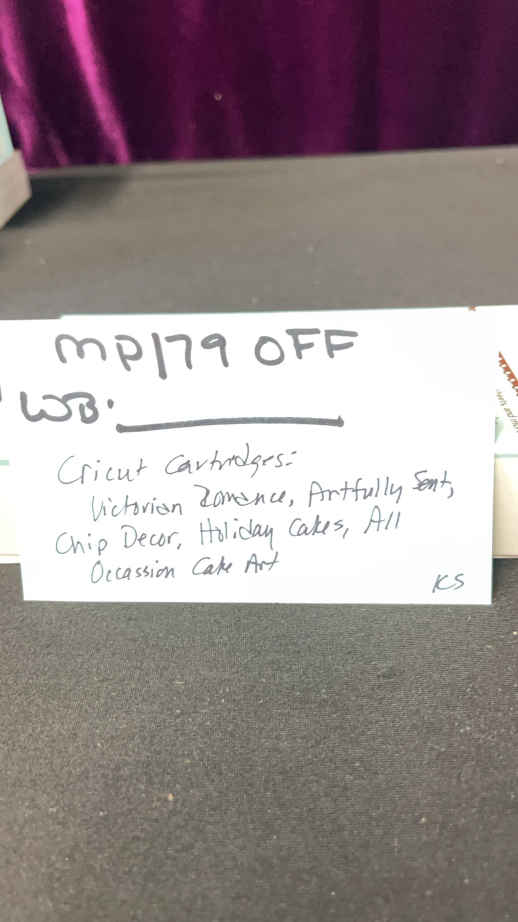 MP179 OFF
WB:
Cricut Cartridges:
Victorian Romance, Artfully Sent,
Chip Decor, Holiday Cakes, All
Occassion Cake Art
KS